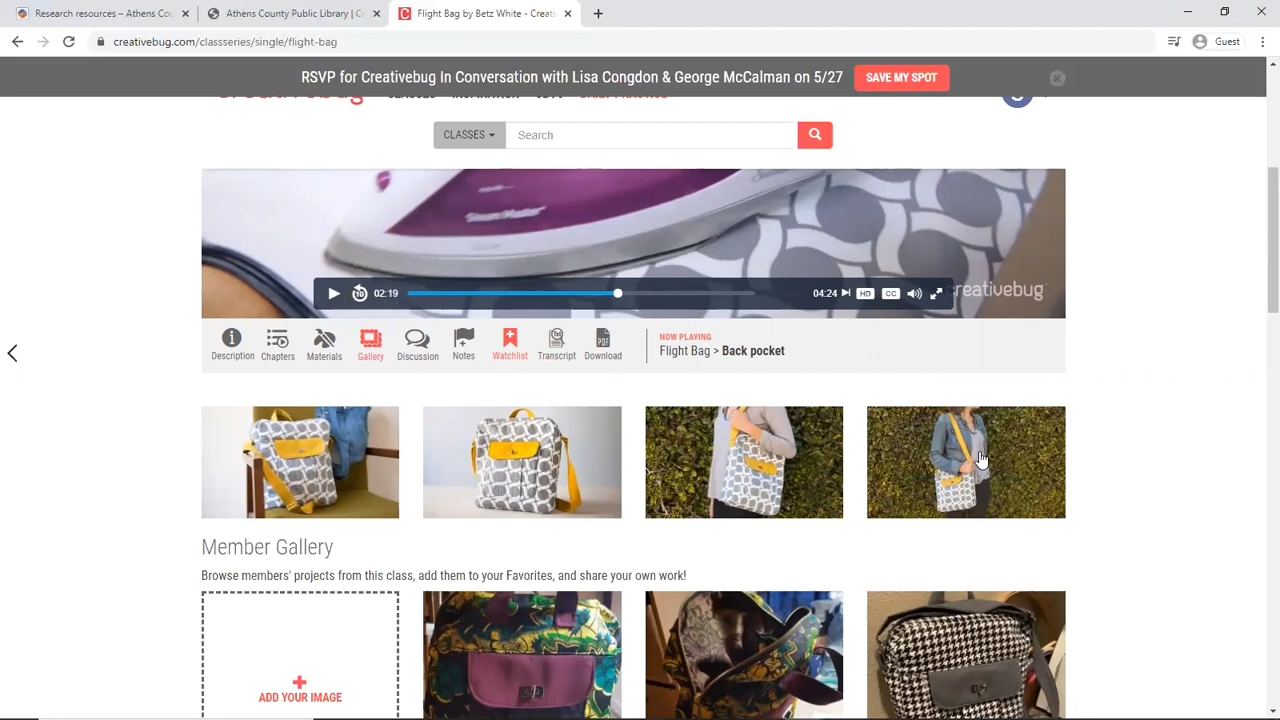 Research resources – Athens Cou
Athens County Public Library | C
Flight Bag by Betz White - Creati
creativebug.com/classseries/single/flight-bag
Guest
RSVP for Creativebug In Conversation with Lisa Congdon & George McCalman on 5/27
SAVE MY SPOT
CLASSES
Search
10
02:19
04:24
HD
CC
creativebug
Description
Chapters
Materials
Gallery
Discussion
Notes
Watchlist
Transcript
Download
NOW PLAYING
Flight Bag > Back pocket
Member Gallery
Browse members' projects from this class, add them to your Favorites, and share your own work!
ADD YOUR IMAGE